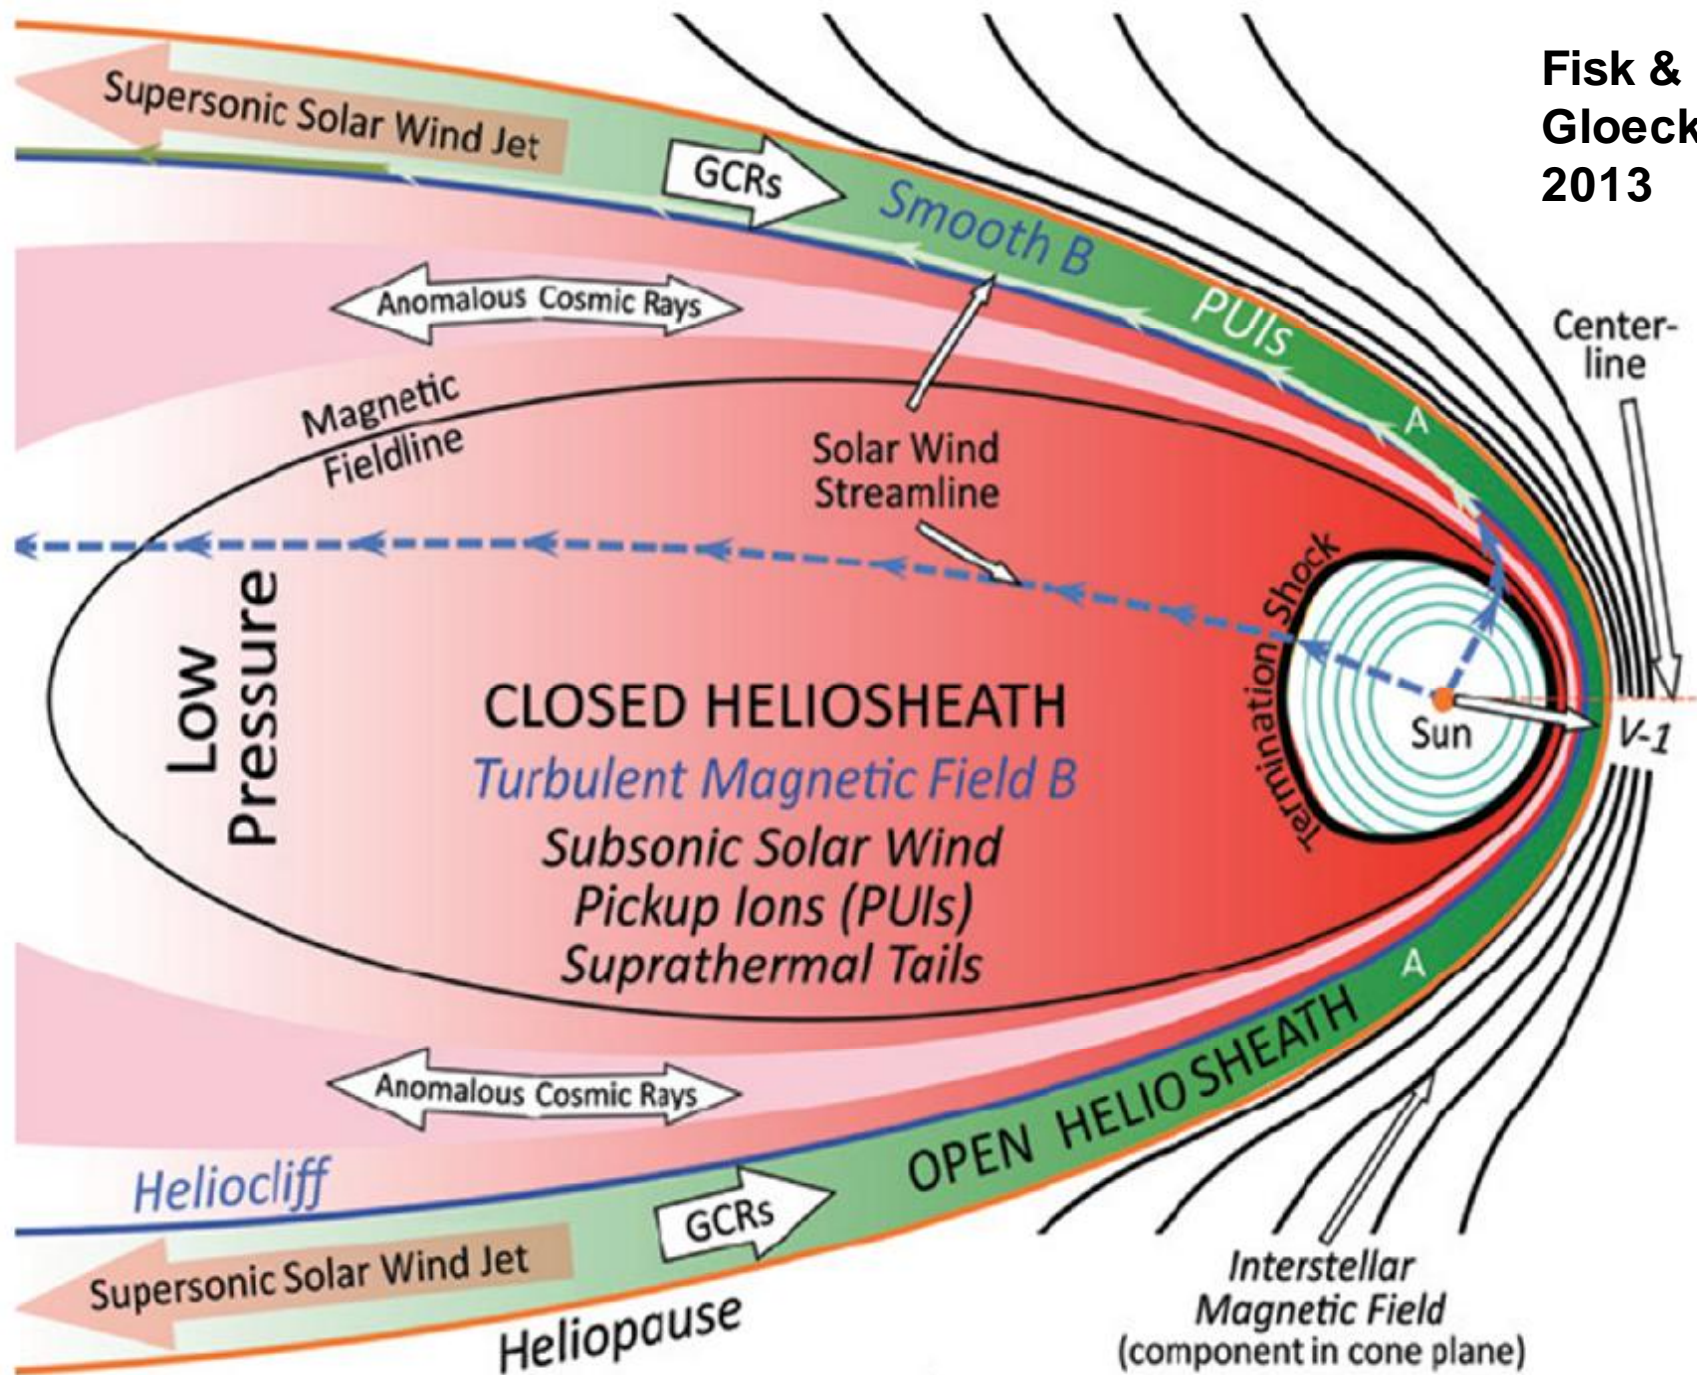 Fisk &
Gloeck
2013
Supersonic Solar Wind Jet
GCRs
Smooth B
PUIs
A
Center-
line
Anomalous Cosmic Rays
Magnetic
Fieldline
Solar Wind
Streamline
Termination Shock
Low
Pressure
CLOSED HELIOSHEATH
Turbulent Magnetic Field B
Subsonic Solar Wind
Pickup Ions (PUIs)
Suprathermal Tails
Sun
V-1
A
Anomalous Cosmic Rays
OPEN HELIO SHEATH
Heliocliff
GCRs
Supersonic Solar Wind Jet
Heliopause
Interstellar
Magnetic Field
(component in cone plane)